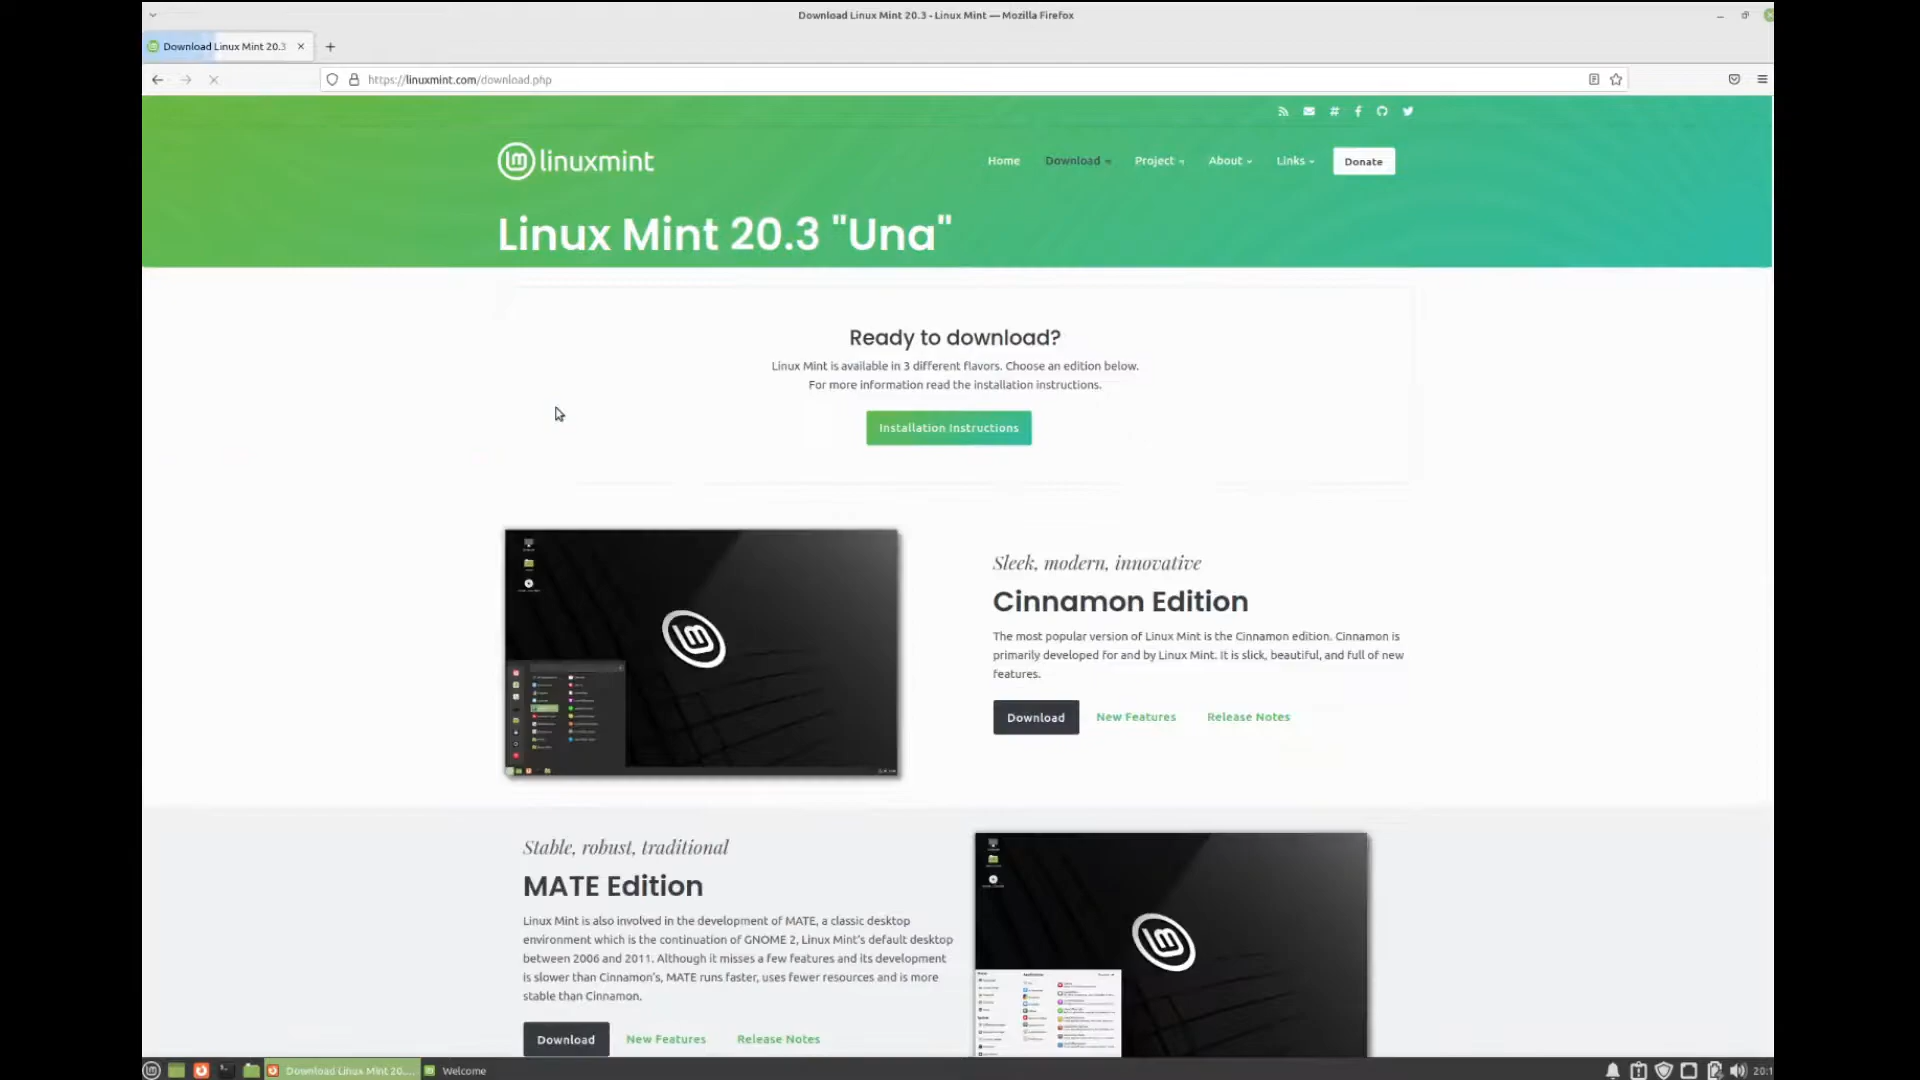 Download Linux Mint 20.3 - Linux Mint — Mozilla Firefox
Download Linux Mint 20.3
https://linuxmint.com/download.php
linuxmint
Home
Download
Project
About
Links
Donate
Linux Mint 20.3 "Una"
Ready to download?
Linux Mint is available in 3 different flavors. Choose an edition below.
For more information read the installation instructions.
Installation Instructions
Sleek, modern, innovative
Cinnamon Edition
The most popular version of Linux Mint is the Cinnamon edition. Cinnamon is
primarily developed for and by Linux Mint. It is slick, beautiful, and full of new
features.
Download
New Features
Release Notes
Stable, robust, traditional
MATE Edition
Linux Mint is also involved in the development of MATE, a classic desktop
environment which is the continuation of GNOME 2, Linux Mint's default desktop
between 2006 and 2011. Although it misses a few features and its development
is slower than Cinnamon's, MATE runs faster, uses fewer resources and is more
stable than Cinnamon.
Download
New Features
Release Notes
Download Linux Mint 20....
Welcome
20:1